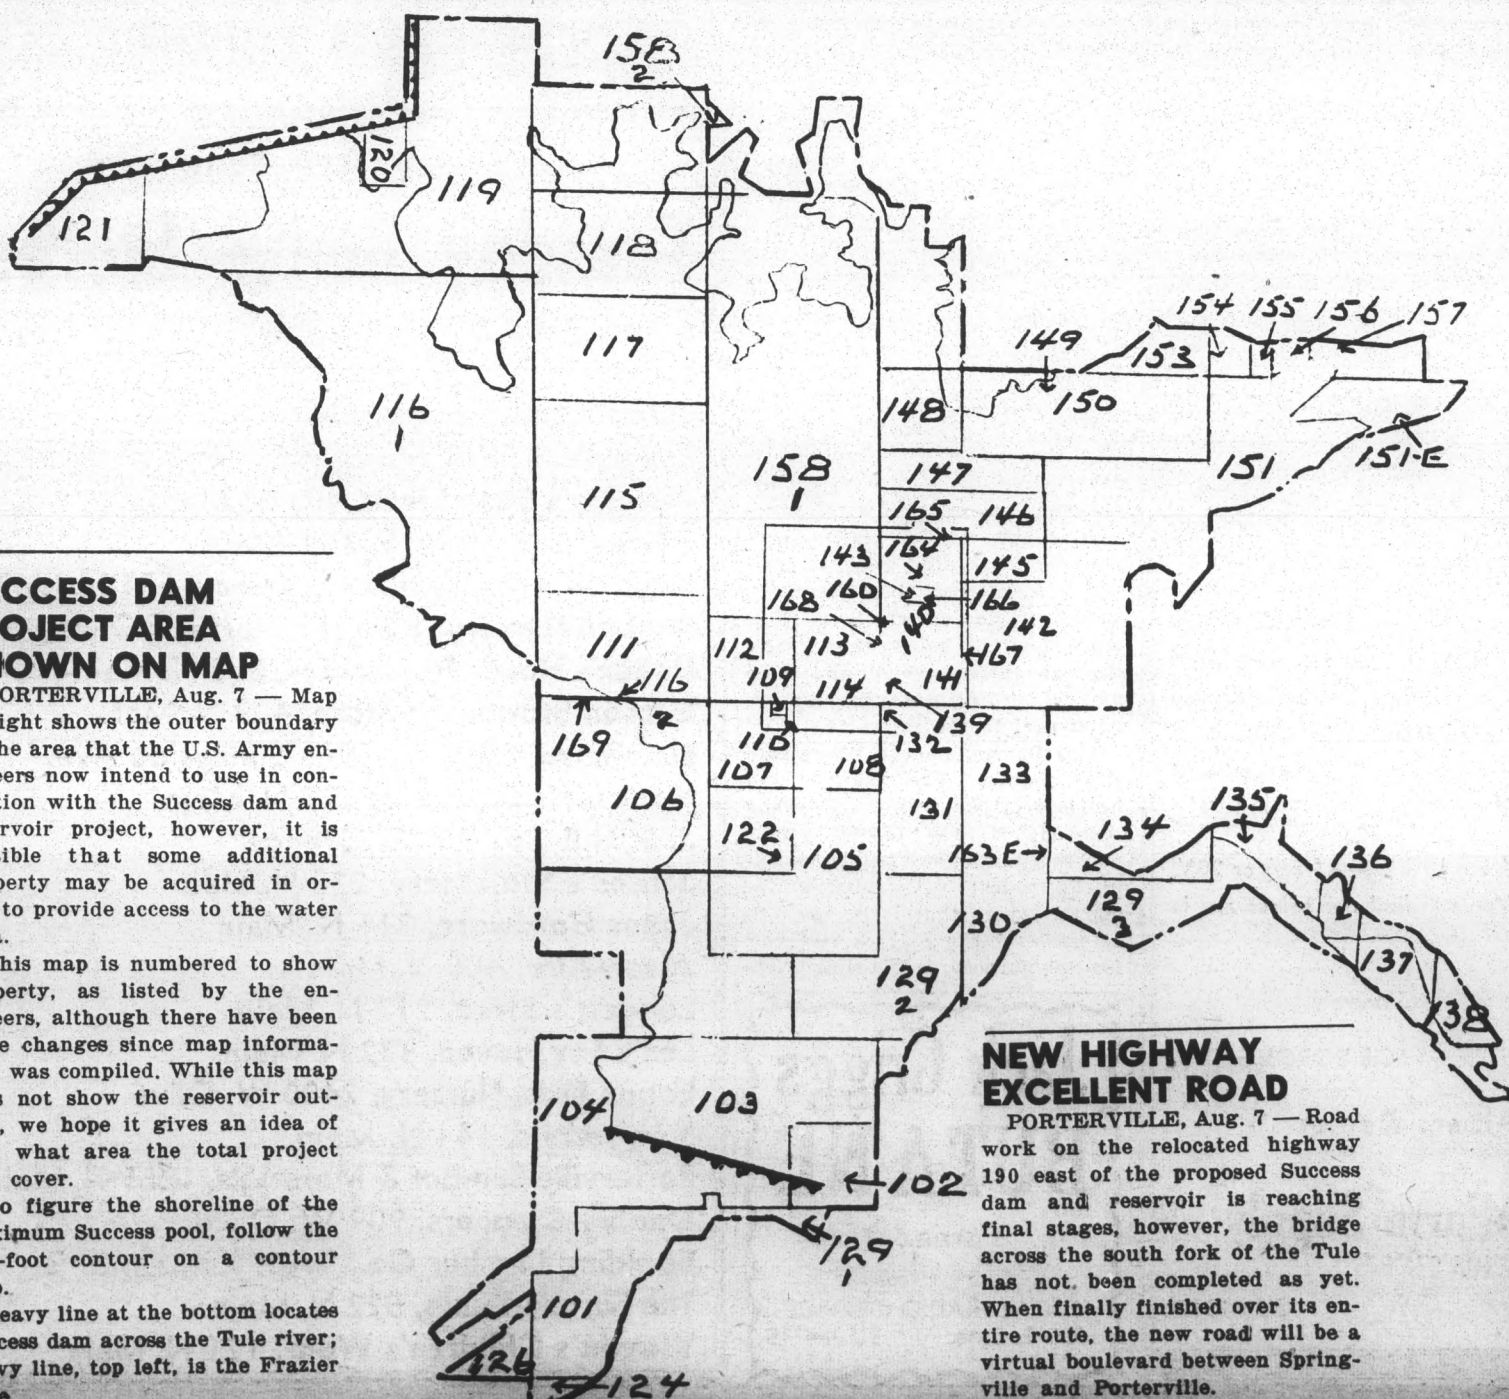 158
2
120
119
121
118
154 155 156 157
149
117
153
116
1
150
148
158
1
147
151
151-E
115
165
146
143
164
145
168
160
166
140
1
142
111
112
113
167
116
2
109
114
141
169
110
139
132
107
108
133
106
131
135
122
105
134
163E
136
129
3
130
137
129
2
138
104
103
102
129
1
101
126
124
CCESS DAM
OJECT AREA
HOWN ON MAP
ORTERVILLE, Aug. 7 — Map
ight shows the outer boundary
he area that the U.S. Army en-
eers now intend to use in con-
tion with the Success dam and
rvoir project, however, it is
sible that some additional
perty may be acquired in or-
to provide access to the water
his map is numbered to show
perty, as listed by the en-
eers, although there have been
e changes since map informa-
was compiled. While this map
s not show the reservoir out-
, we hope it gives an idea of
what area the total project
cover.
o figure the shoreline of the
ximum Success pool, follow the
-foot contour on a contour
eavy line at the bottom locates
cess dam across the Tule river;
vy line, top left, is the Frazier
NEW HIGHWAY
EXCELLENT ROAD
PORTERVILLE, Aug. 7 — Road
work on the relocated highway
190 east of the proposed Success
dam and reservoir is reaching
final stages, however, the bridge
across the south fork of the Tule
has not been completed as yet.
When finally finished over its en-
tire route, the new road will be a
virtual boulevard between Spring-
ville and Porterville.